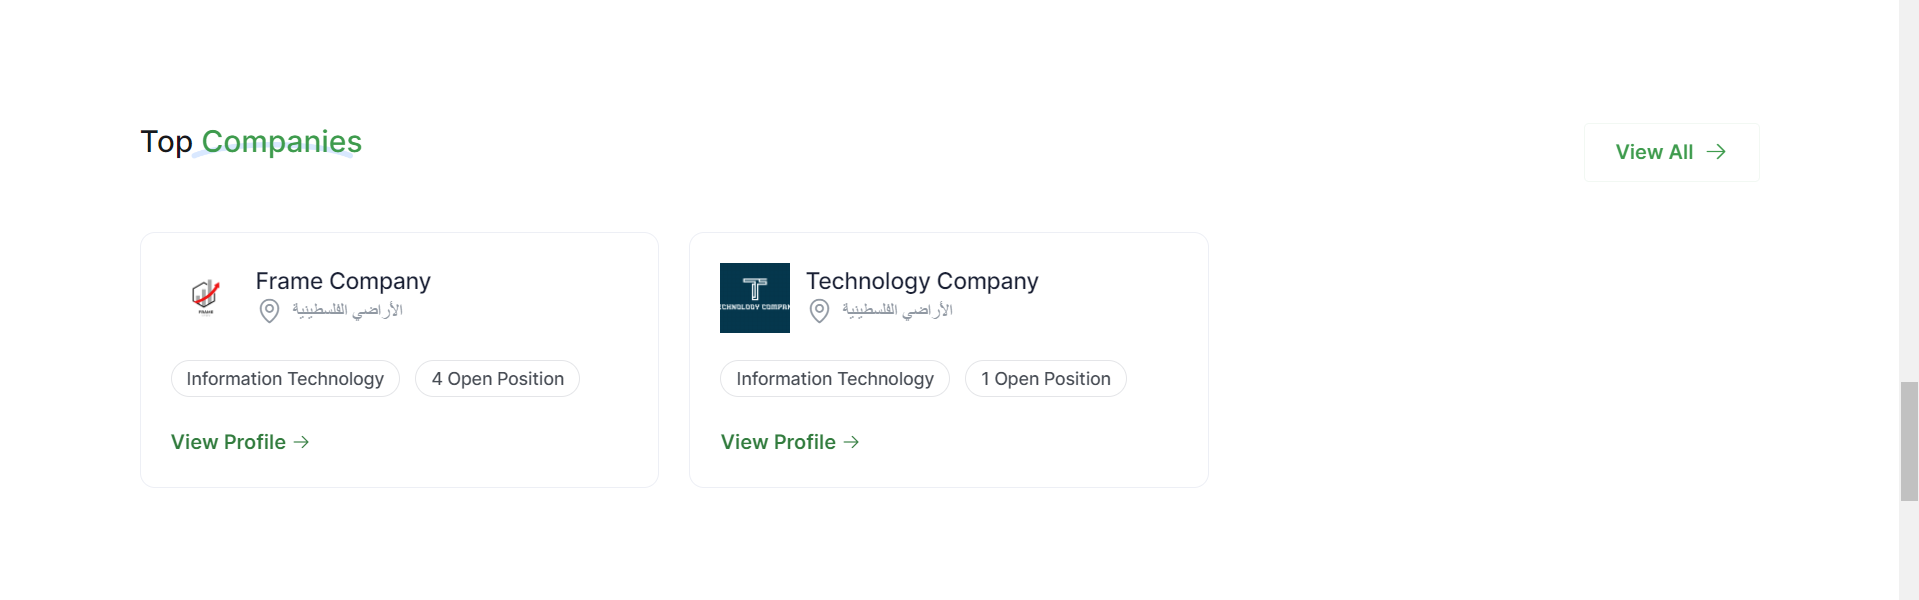 Top Companies
View All
FRAME
Frame Company
الأراضي الفلسطينية
Information Technology
4 Open Position
View Profile
T
ECHNOLOGY COMPAN
Technology Company
الأراضي الفلسطينية
Information Technology
1 Open Position
View Profile